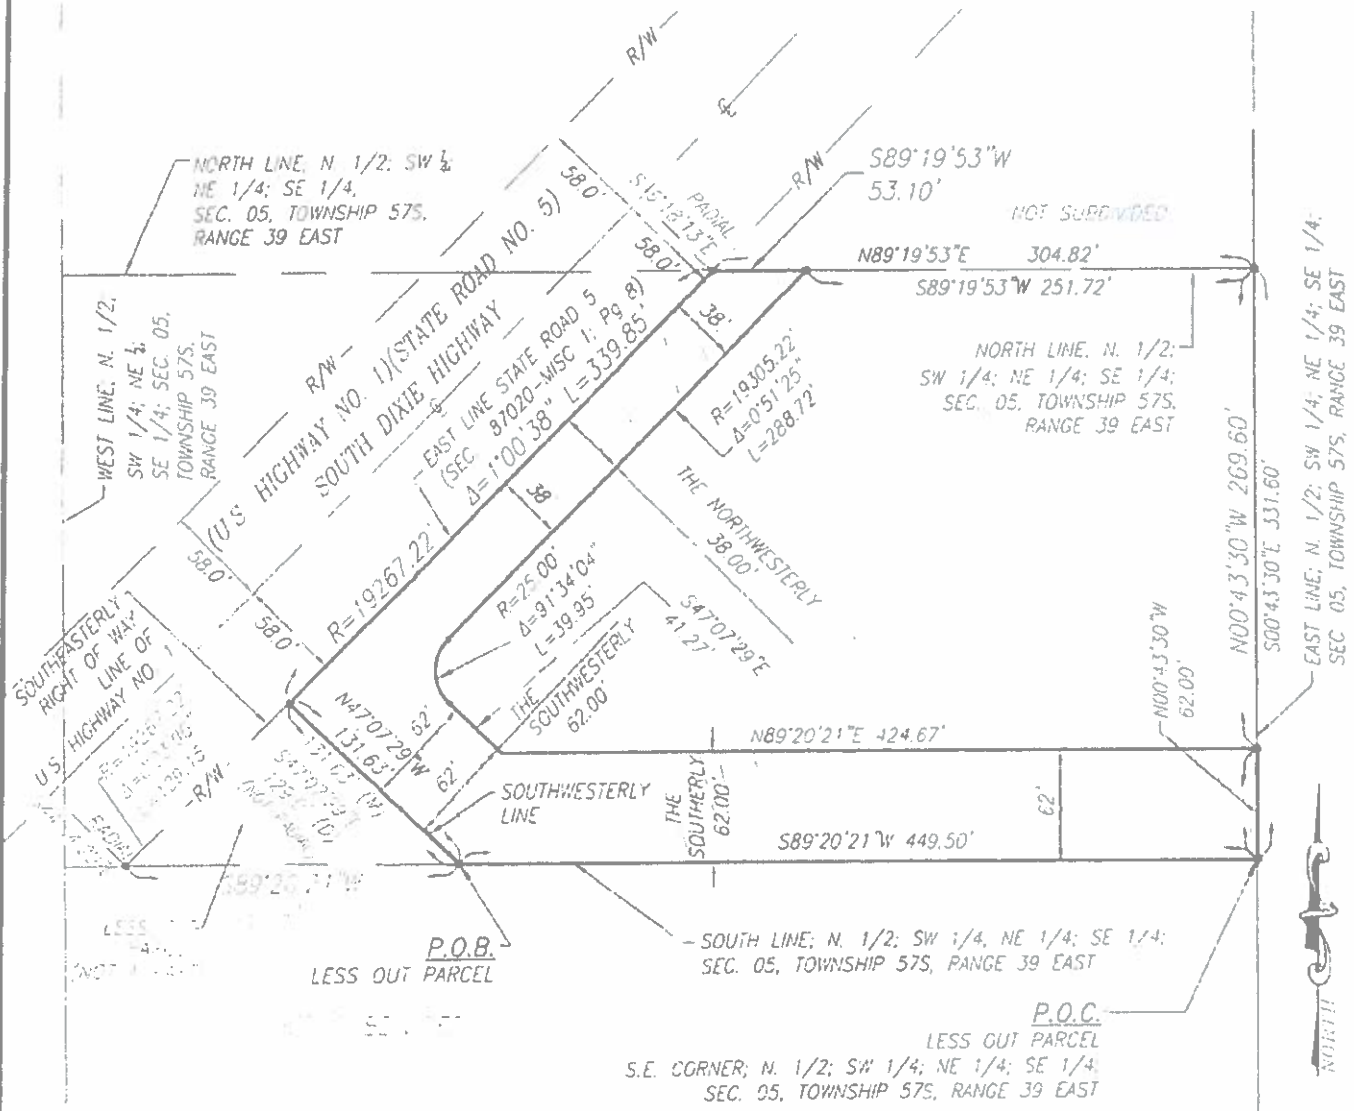 R/W
℄
NORTH LINE, N. 1/2; SW ¼;
NE 1/4; SE 1/4,
SEC. 05, TOWNSHIP 57S,
RANGE 39 EAST
58.0'
S45°12'13"E
RADIAL
R/W
S89°19'53"W
53.10'
NOT SUBDIVIDED
58.0'
N89°19'53"E 304.82'
S89°19'53"W 251.72'
WEST LINE, N. 1/2,
SW 1/4; NE ¼;
SE 1/4; SEC. 05,
TOWNSHIP 57S,
RANGE 39 EAST
R/W
(U.S HIGHWAY NO. 1)(STATE ROAD NO. 5)
SOUTH DIXIE HIGHWAY
℄
EAST LINE STATE ROAD 5
(SEC. 87020-MISC 1; Pg. 8)
Δ=1°00'38" L=339.85'
R=19267.22'
38'
38'
R=19305.22'
Δ=0°51'25"
L=288.72'
NORTH LINE, N. 1/2;
SW 1/4; NE 1/4; SE 1/4;
SEC. 05, TOWNSHIP 57S,
RANGE 39 EAST
N00°43'30"W 269.60'
S00°43'30"E 331.60'
EAST LINE; N. 1/2; SW 1/4, NE 1/4; SE 1/4;
SEC 05, TOWNSHIP 57S, RANGE 39 EAST
THE NORTHWESTERLY
38.00'
58.0'
58.0'
R=25.00'
Δ=91°34'04"
L=39.95'
S47°07'29"E
41.27'
THE
SOUTHWESTERLY
62.00'
SOUTHEASTERLY
RIGHT OF WAY
LINE OF
U.S. HIGHWAY NO. 1
R/W
RADIAL
N47°07'29"W
131.63'
62'
62'
131.63' (M)
N89°20'21"E 424.67'
N00°43'30"W
62.00'
SOUTHWESTERLY
LINE
THE
SOUTHERLY
62.00'
62'
S89°20'21"W 449.50'
LESS
(NOT
P.O.B.
LESS OUT PARCEL
SOUTH LINE; N. 1/2; SW 1/4, NE 1/4; SE 1/4;
SEC. 05, TOWNSHIP 57S, RANGE 39 EAST
P.O.C.
LESS OUT PARCEL
S.E. CORNER; N. 1/2; SW 1/4; NE 1/4; SE 1/4
SEC. 05, TOWNSHIP 57S, RANGE 39 EAST
NORTH